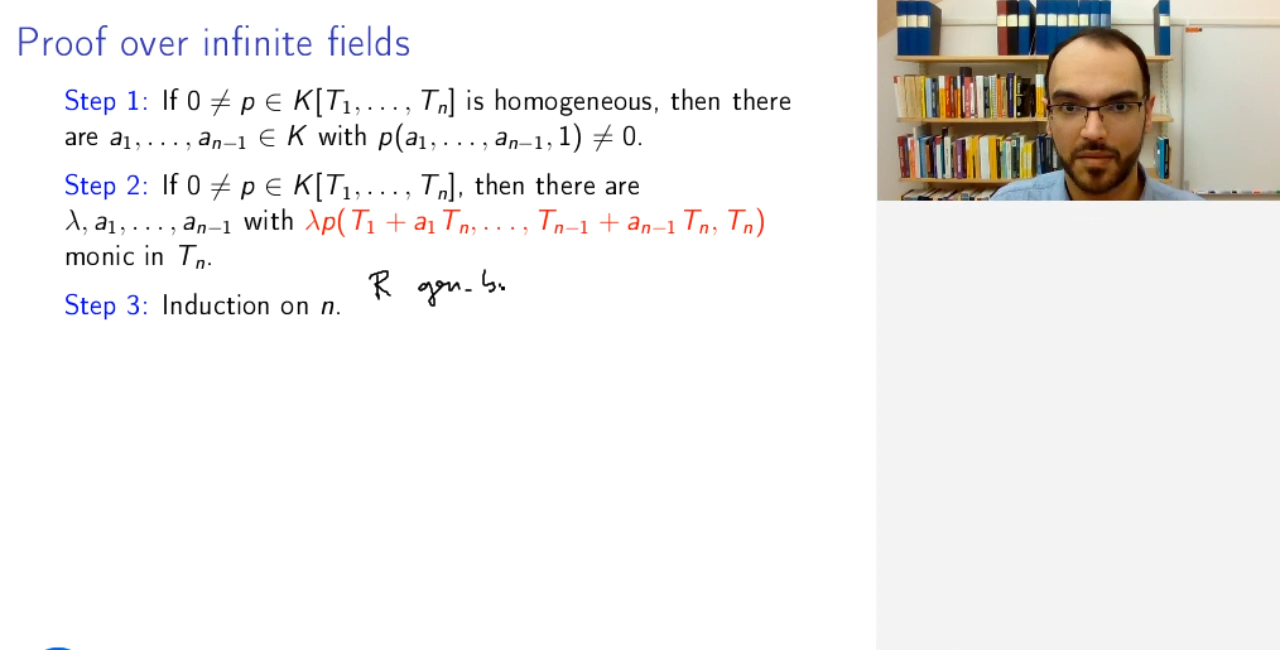 Proof over infinite fields
Step 1: If 0 ≠ p ∈ K[T₁, . . . , Tₙ] is homogeneous, then there
are a₁, . . . , aₙ₋₁ ∈ K with p(a₁, . . . , aₙ₋₁, 1) ≠ 0.
Step 2: If 0 ≠ p ∈ K[T₁, . . . , Tₙ], then there are
λ, a₁, . . . , aₙ₋₁ with λp(T₁ + a₁Tₙ, . . . , Tₙ₋₁ + aₙ₋₁Tₙ, Tₙ)
monic in Tₙ.
Step 3: Induction on n.
R gen. b.